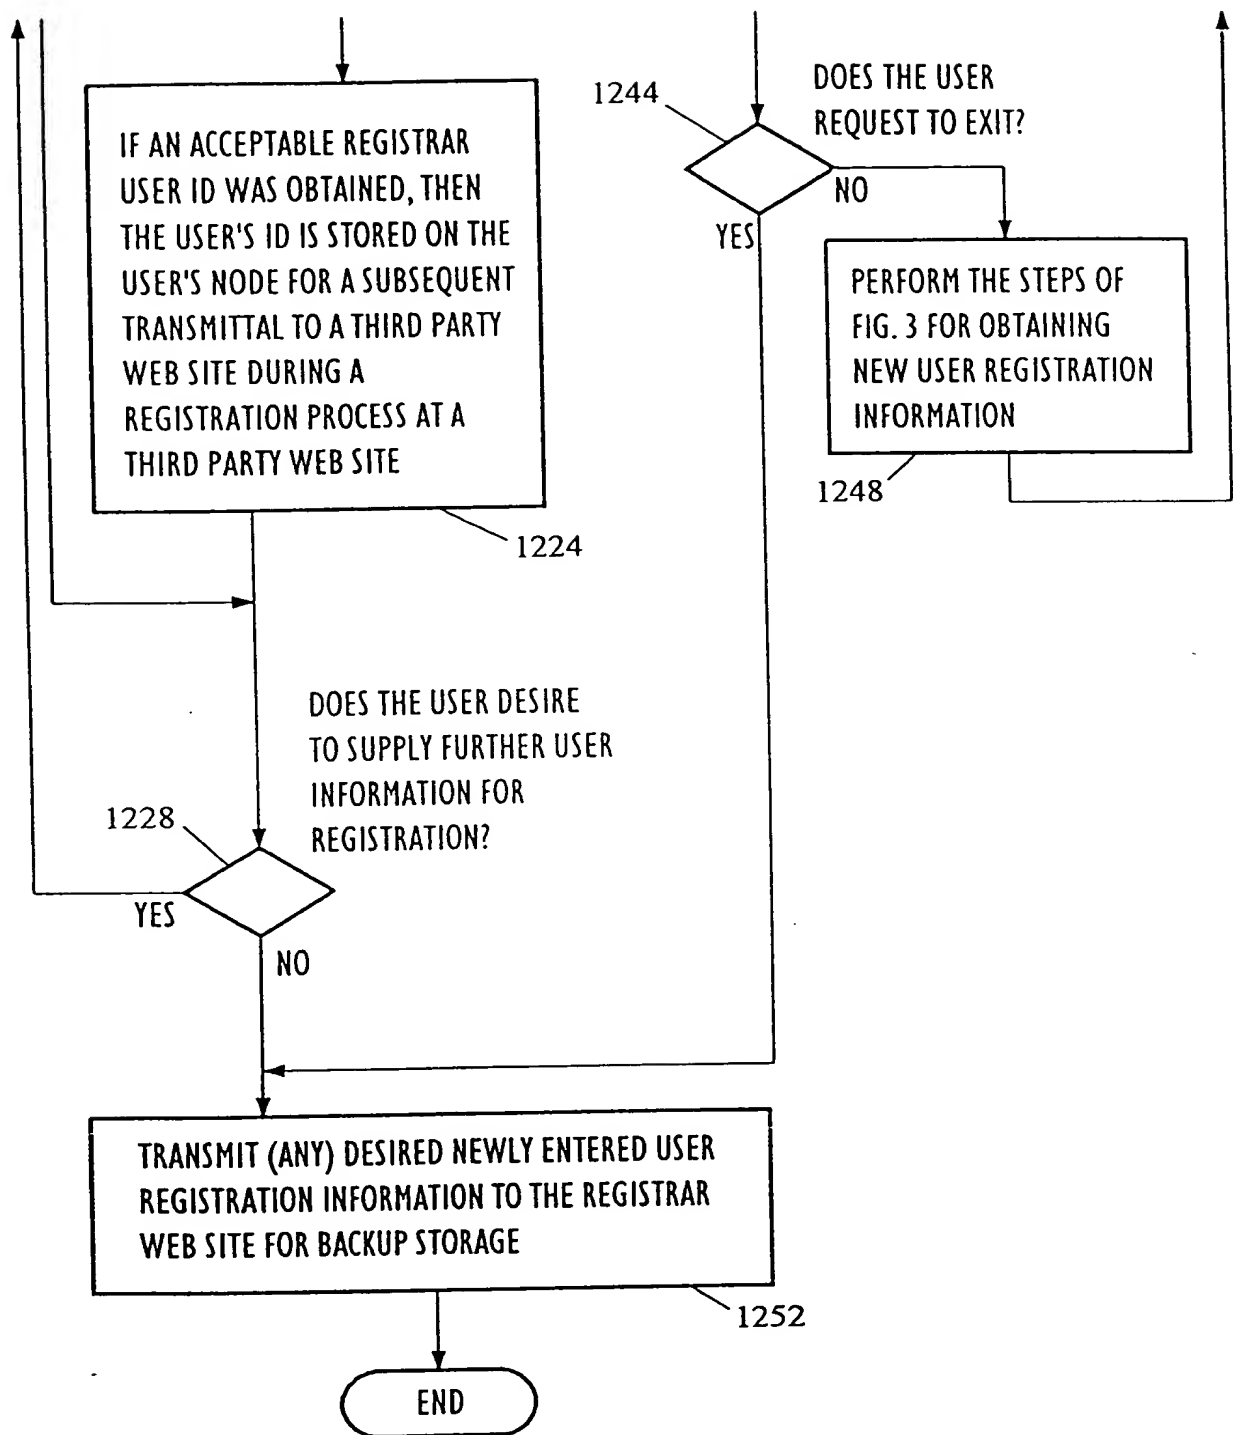 IF AN ACCEPTABLE REGISTRAR
USER ID WAS OBTAINED, THEN
THE USER'S ID IS STORED ON THE
USER'S NODE FOR A SUBSEQUENT
TRANSMITTAL TO A THIRD PARTY
WEB SITE DURING A
REGISTRATION PROCESS AT A
THIRD PARTY WEB SITE
1224
1244
DOES THE USER
REQUEST TO EXIT?
NO
YES
PERFORM THE STEPS OF
FIG. 3 FOR OBTAINING
NEW USER REGISTRATION
INFORMATION
1248
DOES THE USER DESIRE
TO SUPPLY FURTHER USER
INFORMATION FOR
REGISTRATION?
1228
YES
NO
TRANSMIT (ANY) DESIRED NEWLY ENTERED USER
REGISTRATION INFORMATION TO THE REGISTRAR
WEB SITE FOR BACKUP STORAGE
1252
END